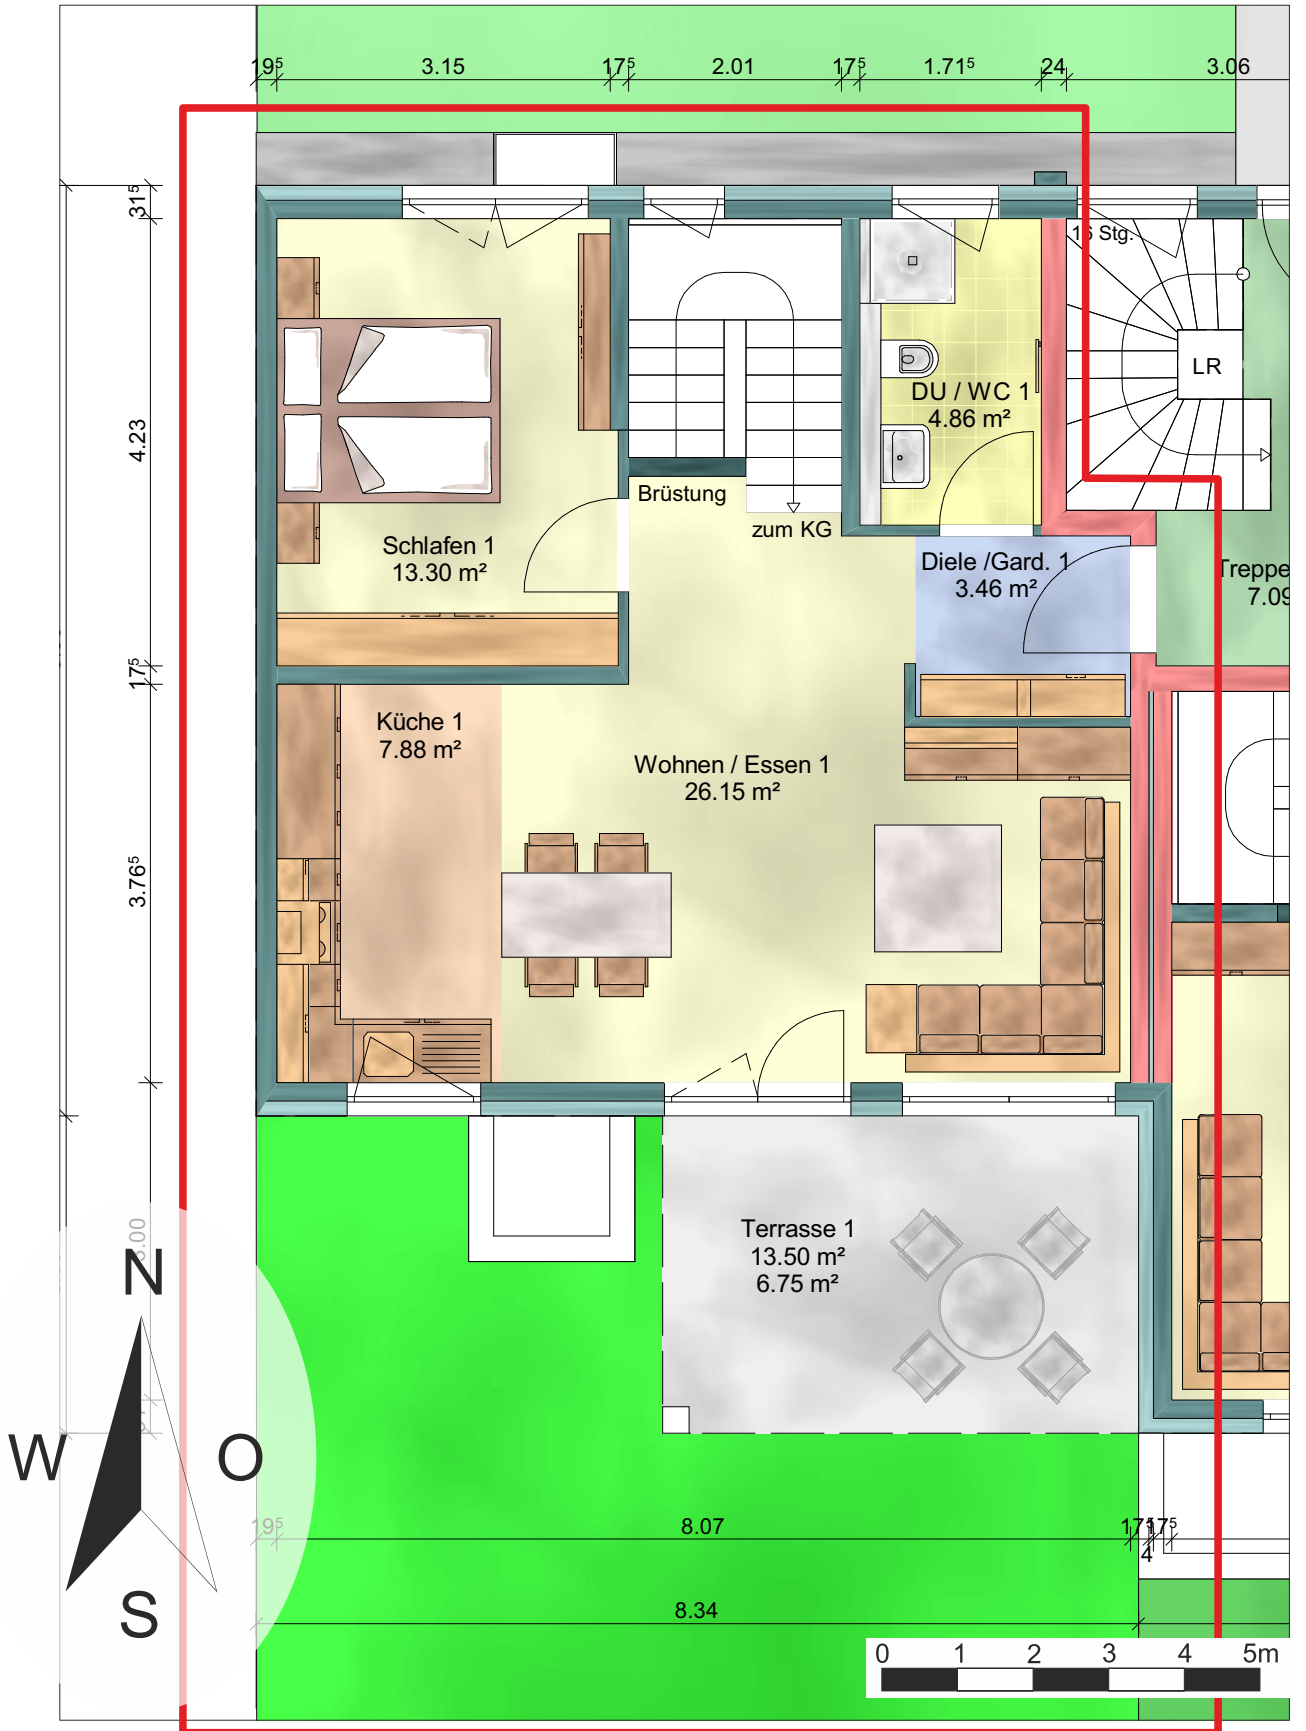 19⁵ 3.15 17⁵ 2.01 17⁵ 1.71⁵ 24 3.06
31⁵
16 Stg.
LR
DU / WC 1
4.86 m²
4.23
Brüstung
zum KG
Schlafen 1
13.30 m²
Diele /Gard. 1
3.46 m²
Treppe
7.09
17⁵
Küche 1
7.88 m²
Wohnen / Essen 1
26.15 m²
3.76⁵
Terrasse 1
13.50 m²
6.75 m²
3.00
N
W O
S
19⁵ 8.07 17⁵ 17⁵
4
8.34
0 1 2 3 4 5m